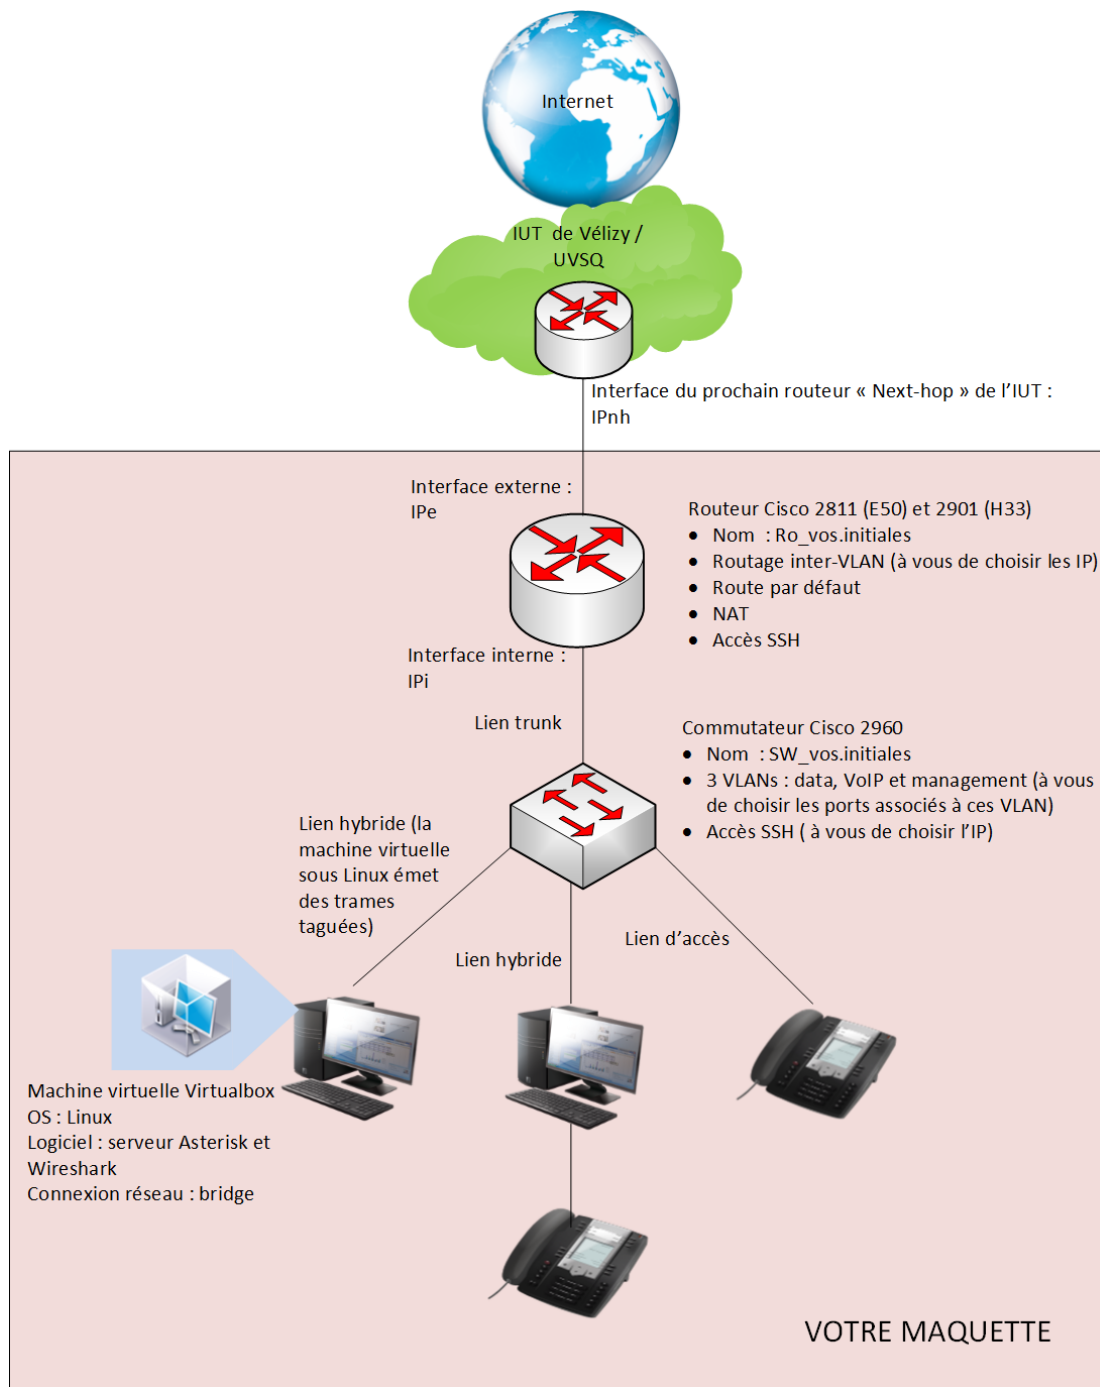 Internet
IUT  de Vélizy /
UVSQ
Interface du prochain routeur « Next-hop » de l’IUT :
IPnh
Interface externe :
IPe
Routeur Cisco 2811 (E50) et 2901 (H33)
• Nom  : Ro_vos.initiales
• Routage inter-VLAN (à vous de choisir les IP)
• Route par défaut
• NAT
• Accès SSH
Interface interne :
IPi
Lien trunk
Commutateur Cisco 2960
• Nom  : SW_vos.initiales
• 3 VLANs : data, VoIP et management (à vous
de choisir les ports associés à ces VLAN)
• Accès SSH ( à vous de choisir l’IP)
Lien hybride (la
machine virtuelle
sous Linux émet
des trames
taguées)
Lien hybride
Lien d’accès
Machine virtuelle Virtualbox
OS : Linux
Logiciel : serveur Asterisk et
Wireshark
Connexion réseau : bridge
VOTRE MAQUETTE